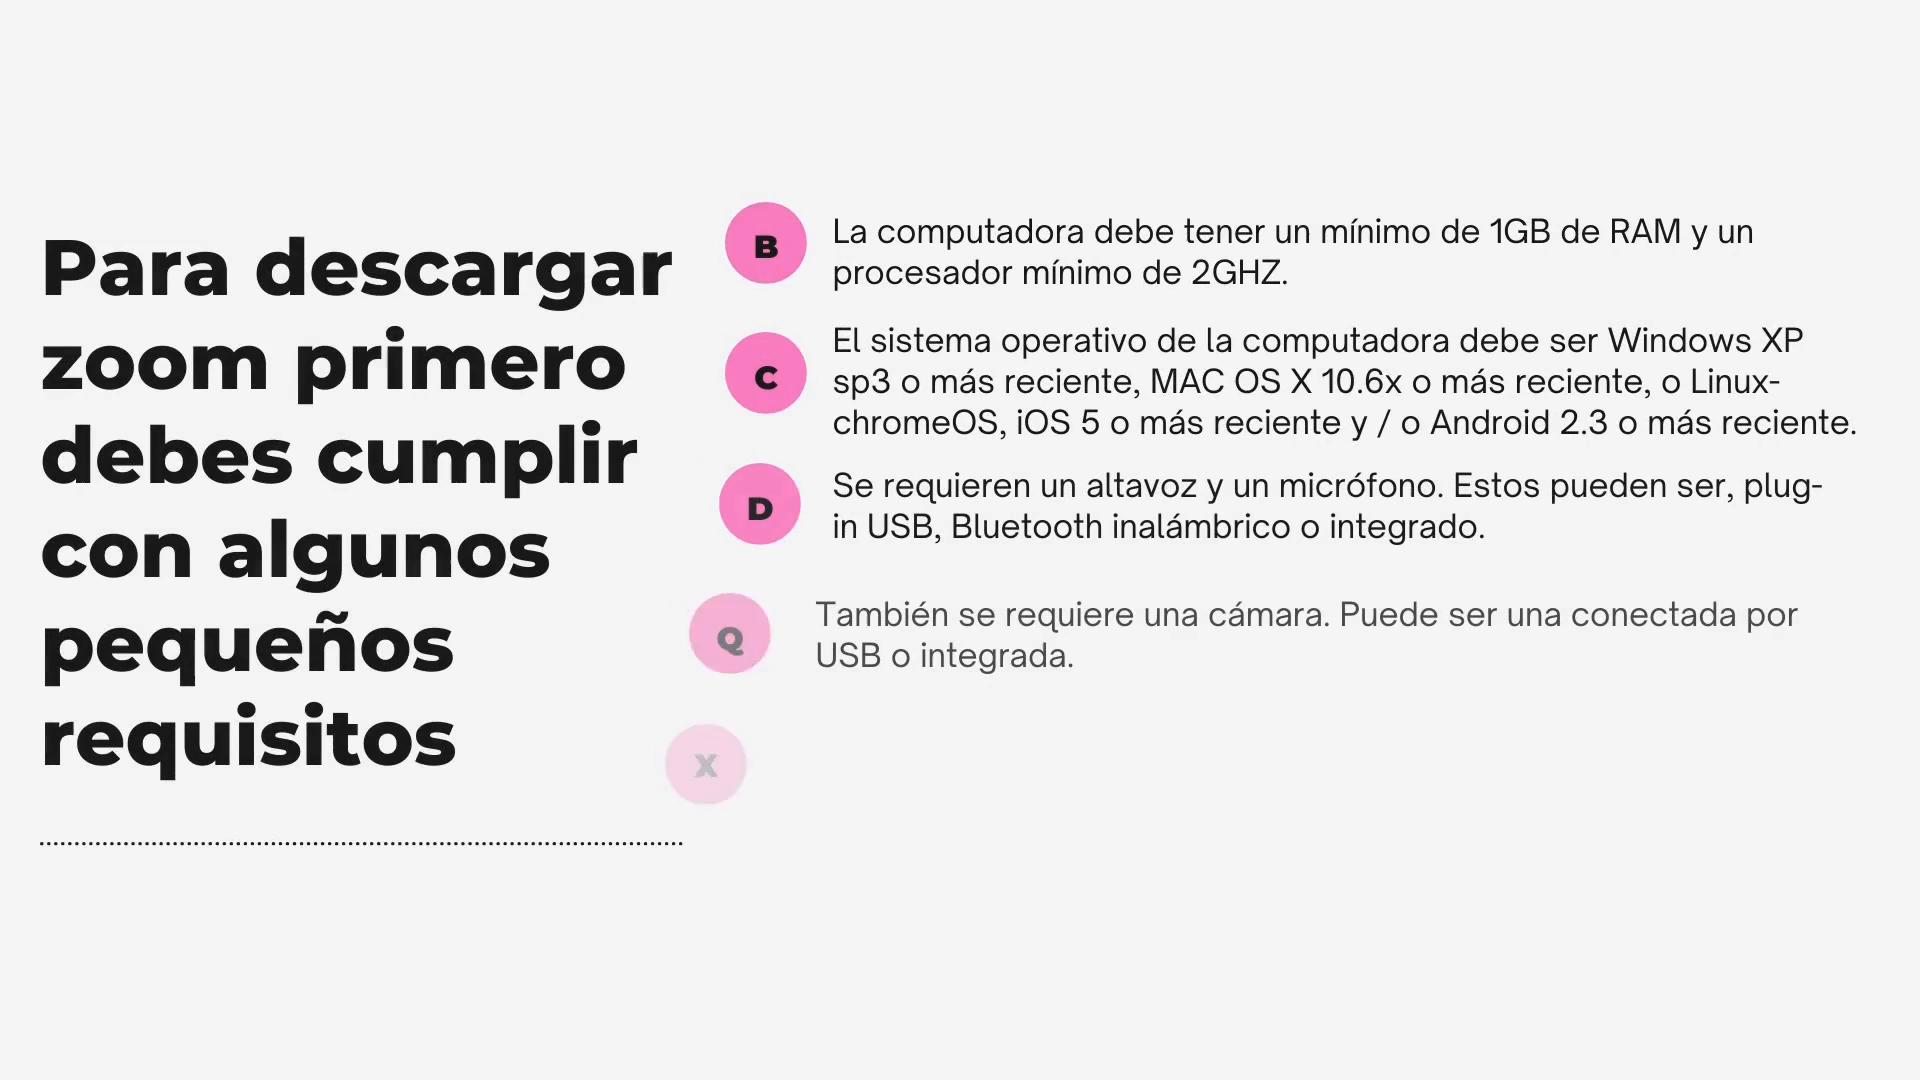 Para descargar
zoom primero
debes cumplir
con algunos
pequeños
requisitos
B
La computadora debe tener un mínimo de 1GB de RAM y un
procesador mínimo de 2GHZ.
C
El sistema operativo de la computadora debe ser Windows XP
sp3 o más reciente, MAC OS X 10.6x o más reciente, o Linux-
chromeOS, iOS 5 o más reciente y / o Android 2.3 o más reciente.
D
Se requieren un altavoz y un micrófono. Estos pueden ser, plug-
in USB, Bluetooth inalámbrico o integrado.
Q
También se requiere una cámara. Puede ser una conectada por
USB o integrada.
X